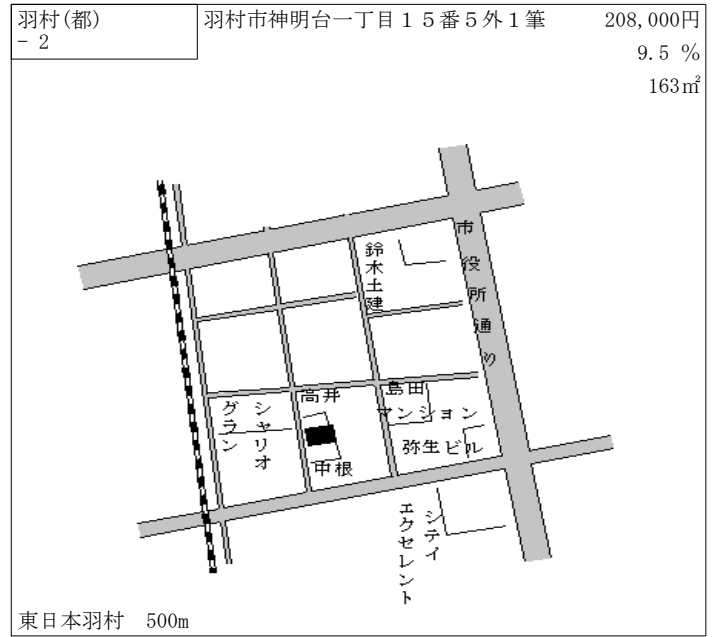 羽村(都)
- 2
羽村市神明台一丁目１５番５外１筆
208,000円
9.5 %
163㎡
市役所通り
鈴木土建
高井
島田
マンション
シャリオ
グラン
弥生ビル
中根
シテイ
エクセレント
東日本羽村 500m